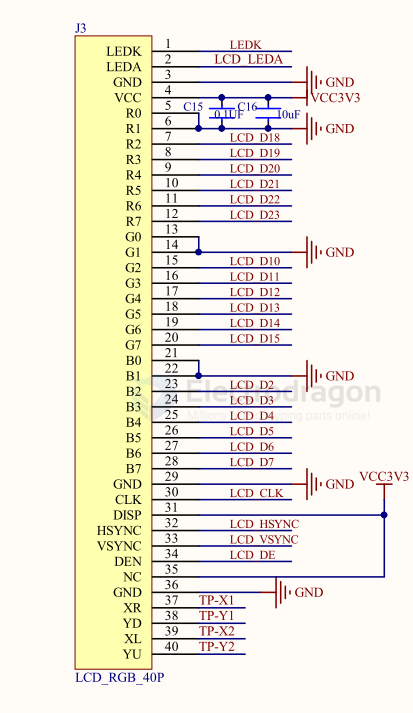 J3
LEDK 1 LEDK
LEDA 2 LCD_LEDA
GND 3 GND
VCC 4 VCC3V3
R0 5 C15 C16
0.1UF 10uF
R1 6 GND
R2 7 LCD_D18
R3 8 LCD_D19
R4 9 LCD_D20
R5 10 LCD_D21
R6 11 LCD_D22
R7 12 LCD_D23
G0 13
G1 14 GND
G2 15 LCD_D10
G3 16 LCD_D11
G4 17 LCD_D12
G5 18 LCD_D13
G6 19 LCD_D14
G7 20 LCD_D15
B0 21
B1 22 GND
Electrodragon
B2 23 LCD_D2
B3 24 LCD_D3
B4 25 LCD_D4
B5 26 LCD_D5
B6 27 LCD_D6
B7 28 LCD_D7
GND 29 GND VCC3V3
CLK 30 LCD_CLK
DISP 31
HSYNC 32 LCD_HSYNC
VSYNC 33 LCD_VSYNC
DEN 34 LCD_DE
NC 35
GND 36 GND
XR 37 TP-X1
YD 38 TP-Y1
XL 39 TP-X2
YU 40 TP-Y2
LCD_RGB_40P